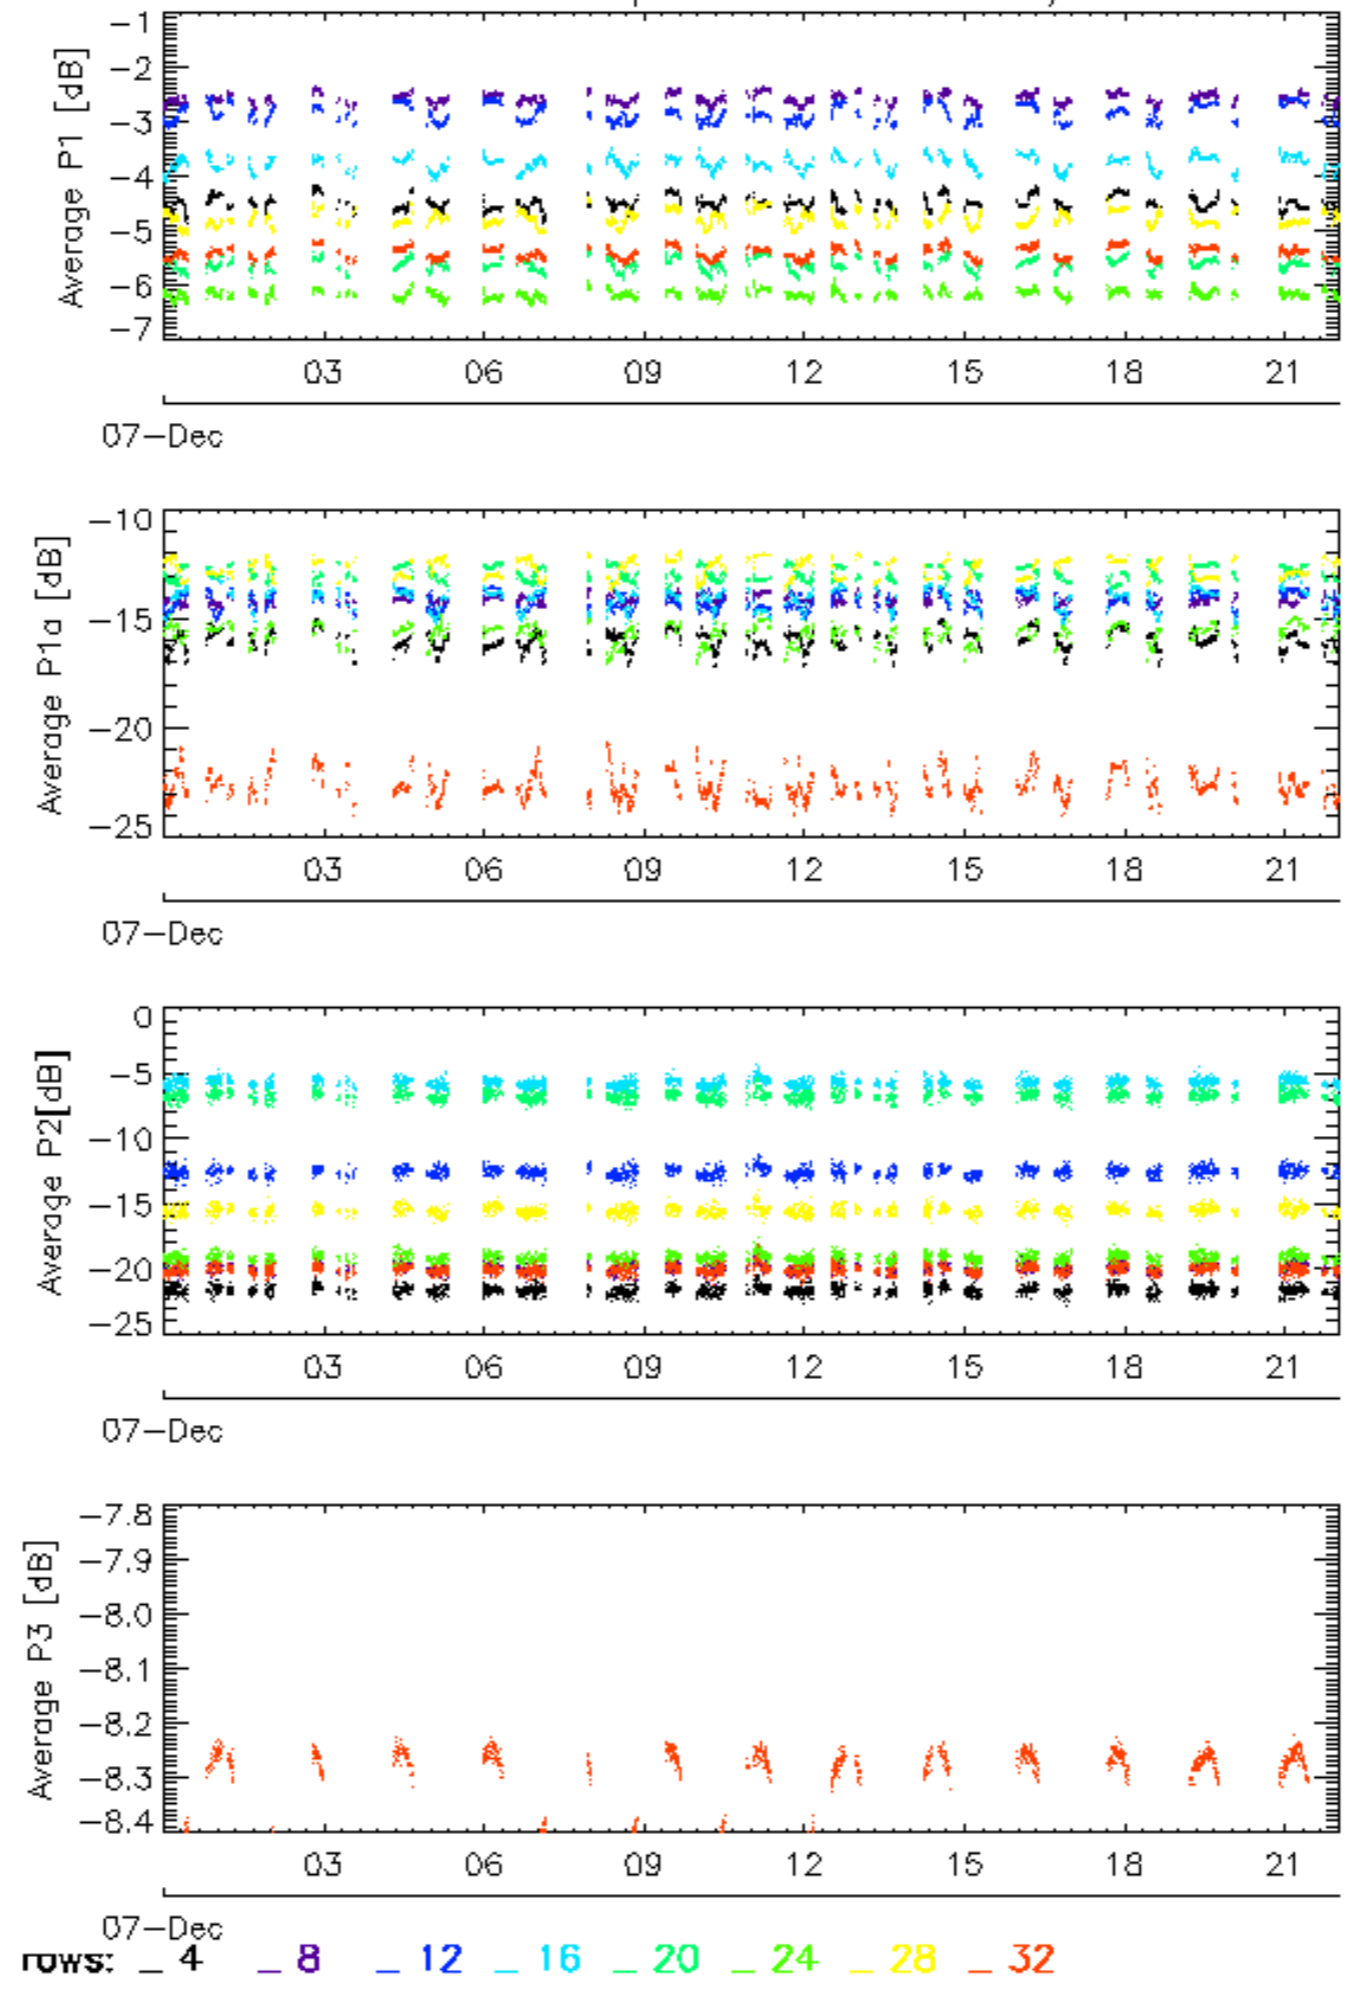 Average P1 [dB]
-1
-2
-3
-4
-5
-6
-7
03 06 09 12 15 18 21
07-Dec
Average P1a [dB]
-10
-15
-20
-25
03 06 09 12 15 18 21
07-Dec
Average P2[dB]
0
-5
-10
-15
-20
-25
03 06 09 12 15 18 21
07-Dec
Average P3 [dB]
-7.8
-7.9
-8.0
-8.1
-8.2
-8.3
-8.4
03 06 09 12 15 18 21
07-Dec
rows: _ 4 _ 8 _ 12 _ 16 _ 20 _ 24 _ 28 _ 32